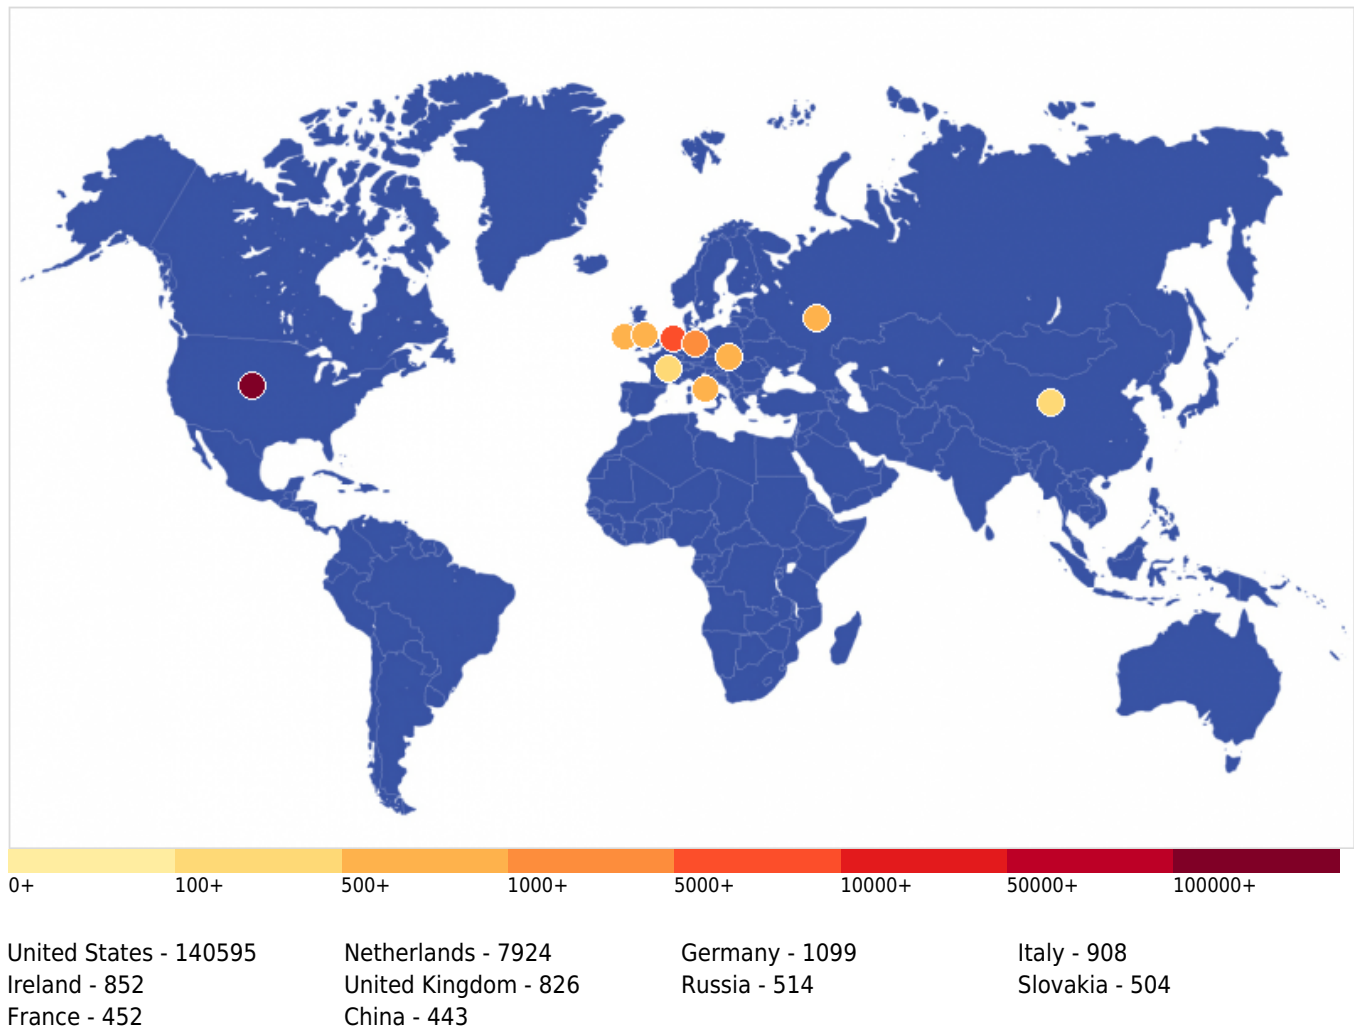 0+ 100+ 500+ 1000+ 5000+ 10000+ 50000+ 100000+
United States - 140595 Netherlands - 7924 Germany - 1099 Italy - 908
Ireland - 852 United Kingdom - 826 Russia - 514 Slovakia - 504
France - 452 China - 443